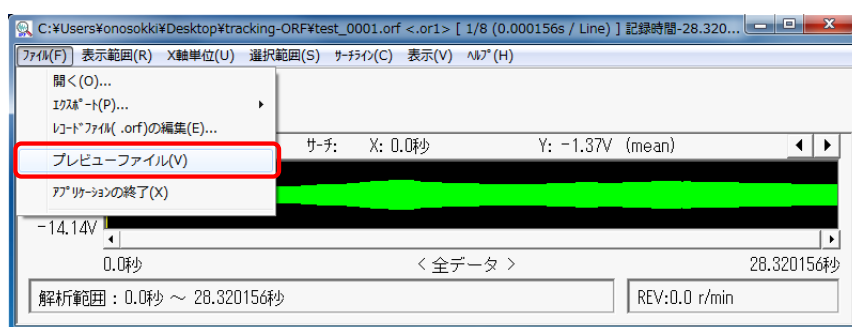 C:¥Users¥onosokki¥Desktop¥tracking-ORF¥test_0001.orf <.or1> [ 1/8 (0.000156s / Line) ] 記録時間-28.320...
ﾌｧｲﾙ(F) 表示範囲(R) X軸単位(U) 選択範囲(S) ｻｰﾁﾗｲﾝ(C) 表示(V) ﾍﾙﾌﾟ(H)
開く(O)...
ｴｸｽﾎﾟｰﾄ(P)...
ﾚｺｰﾄﾞﾌｧｲﾙ( .orf)の編集(E)...
サーチ: X: 0.0秒 Y: -1.37V (mean)
プレビューファイル(V)
ｱﾌﾟﾘｹｰｼｮﾝの終了(X)
-14.14V
0.0秒 < 全データ > 28.320156秒
解析範囲 : 0.0秒 ～ 28.320156秒 REV:0.0 r/min